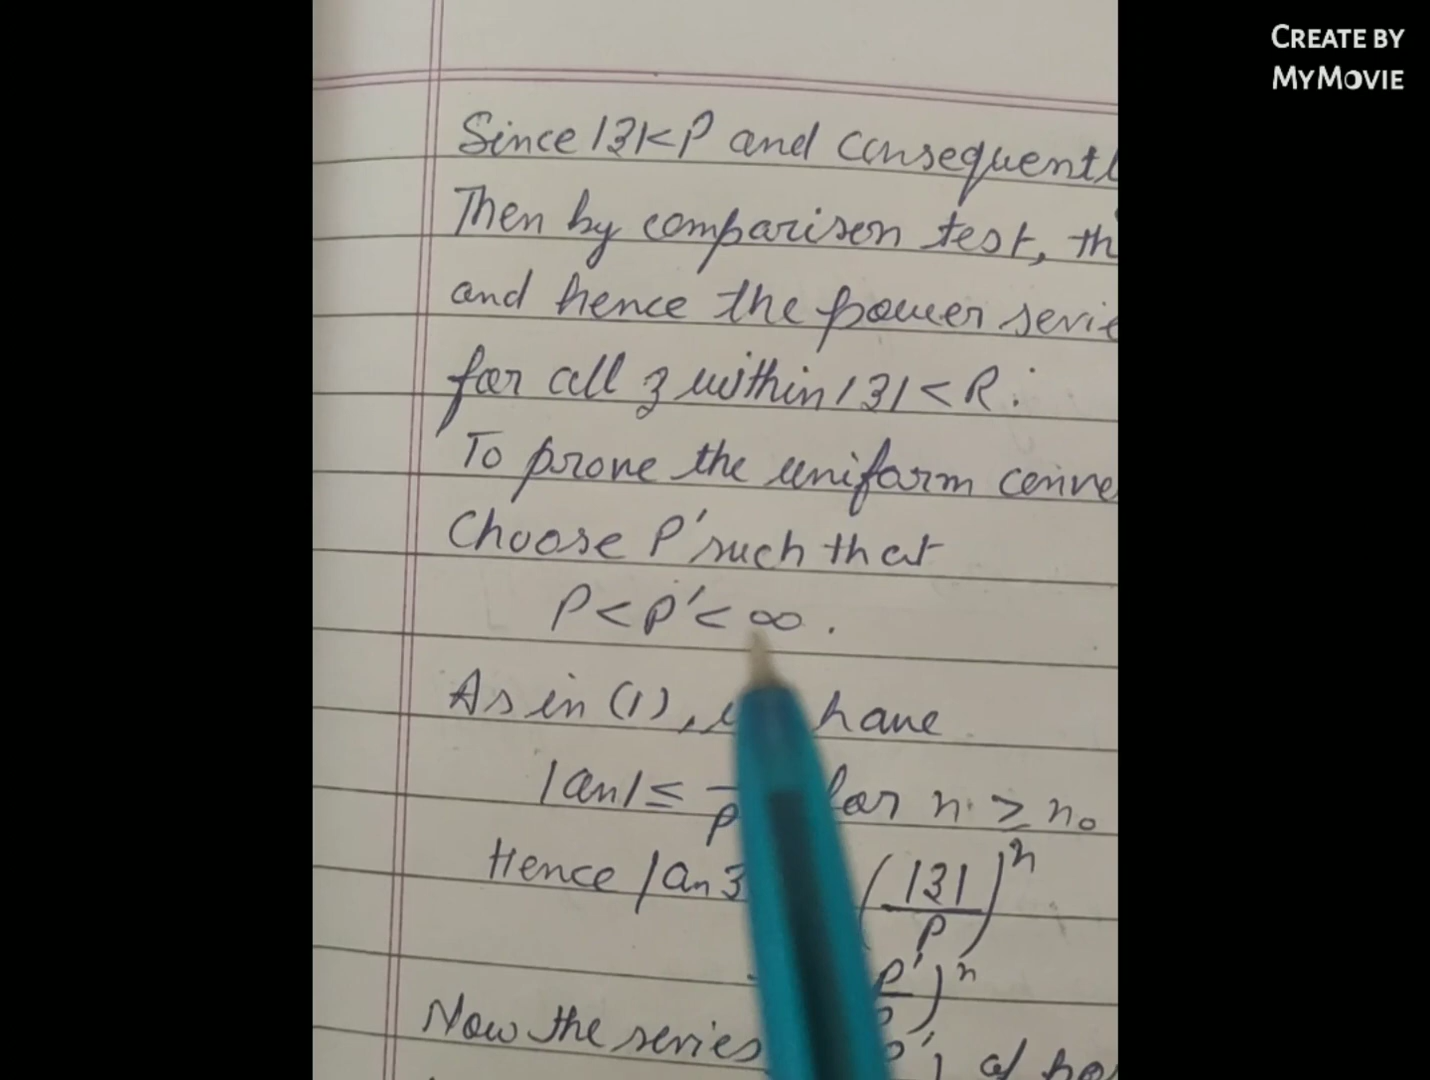 CREATE BY
MYMOVIE
Since |z|<ρ and consequentl
Then by comparison test, th
and hence the power serie
for all z within |z| < R.
To prove the uniform conve
Choose ρ' such that
ρ < ρ' < ∞.
As in (1), have
|an| ≤ for n ≥ n₀
Hence |an z (|z|/ρ)ⁿ
ρ')ⁿ
Now the series ρ'